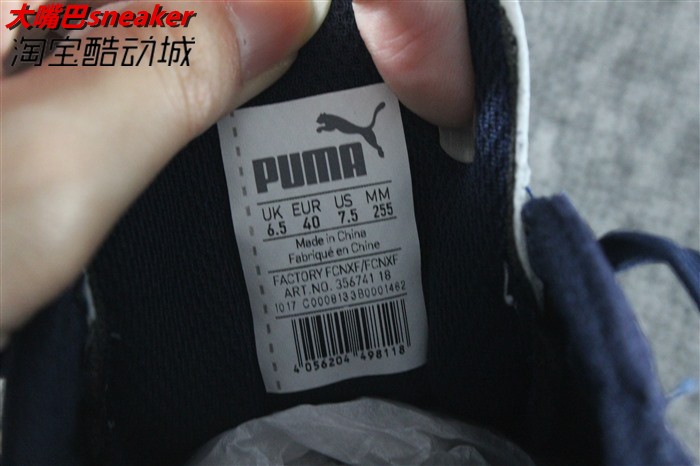 大嘴巴sneaker
淘宝酷动城
PUMA
UK EUR US MM
6.5 40 7.5 255
Made in China
Fabriqué en Chine
FACTORY FCNXF/FCNXF
ART.NO. 356741 18
1017 C000813380001462
4 056204 498118